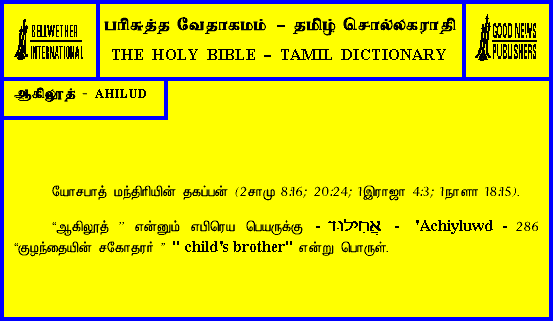 BELLWETHER
INTERNATIONAL
பரிசுத்த வேதாகமம் – தமிழ் சொல்லகராதி
THE HOLY BIBLE – TAMIL DICTIONARY
GOOD NEWS
PUBLISHERS
ஆகிலூத் - AHILUD
யோசபாத் மந்திரியின் தகப்பன் (2சாமு 8:16; 20:24; 1இராஜா 4:3; 1நாளா 18:15).
“ஆகிலூத் ” என்னும் எபிரெய பெயருக்கு - אֲחִילוּד - 'Achiyluwd - 286
“குழந்தையின் சகோதரர் ” " child's brother" என்று பொருள்.